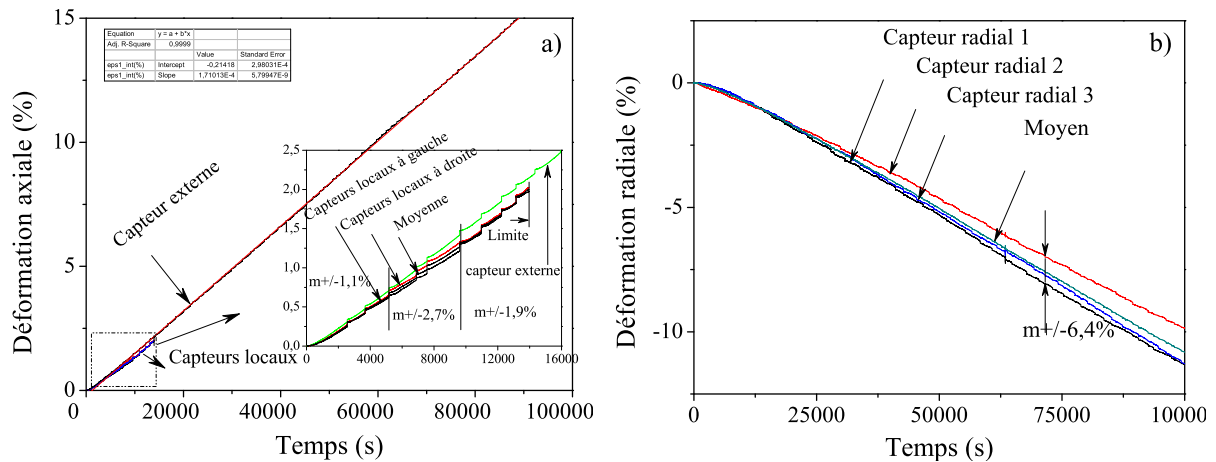 15
10
5
0
Déformation axiale (%)
0 20000 40000 60000 80000 100000
Temps (s)
a)
Equation y = a + b*x
Adj. R-Square 0,9999
Value Standard Error
eps1_int(%) Intercept -0,21418 2,98031E-4
eps1_int(%) Slope 1,71013E-4 5,79947E-9
Capteur externe
Capteurs locaux
2,5
2,0
1,5
1,0
0,5
0,0
0 4000 8000 12000 16000
Capteurs locaux à gauche
Capteurs locaux à droite
Moyenne
Limite
capteur externe
m+/-1,1%
m+/-2,7%
m+/-1,9%
b)
Capteur radial 1
Capteur radial 2
Capteur radial 3
Moyen
m+/-6,4%
0
-5
-10
Déformation radiale (%)
0 25000 50000 75000 10000
Temps (s)